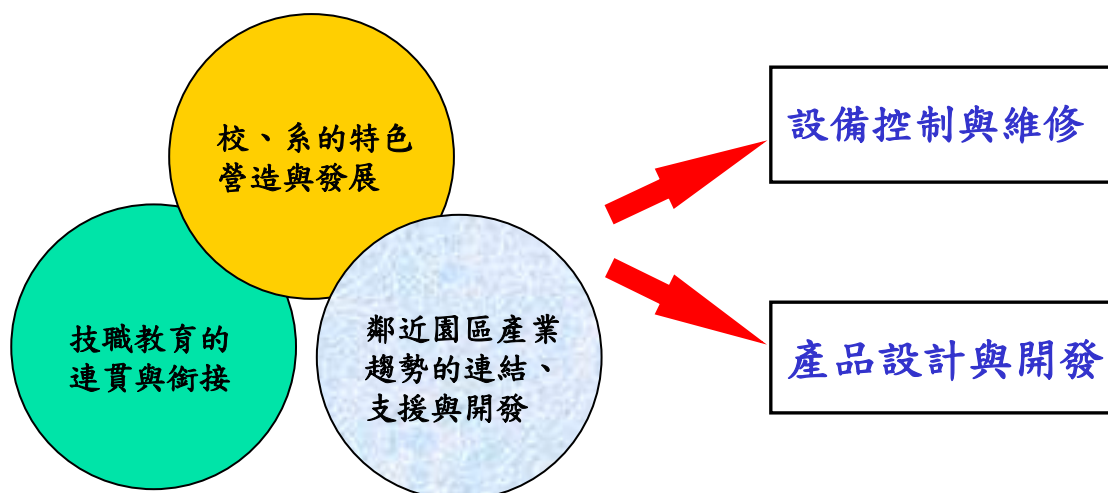 校、系的特色
營造與發展
技職教育的
連貫與銜接
鄰近園區產業
趨勢的連結、
支援與開發
設備控制與維修
產品設計與開發